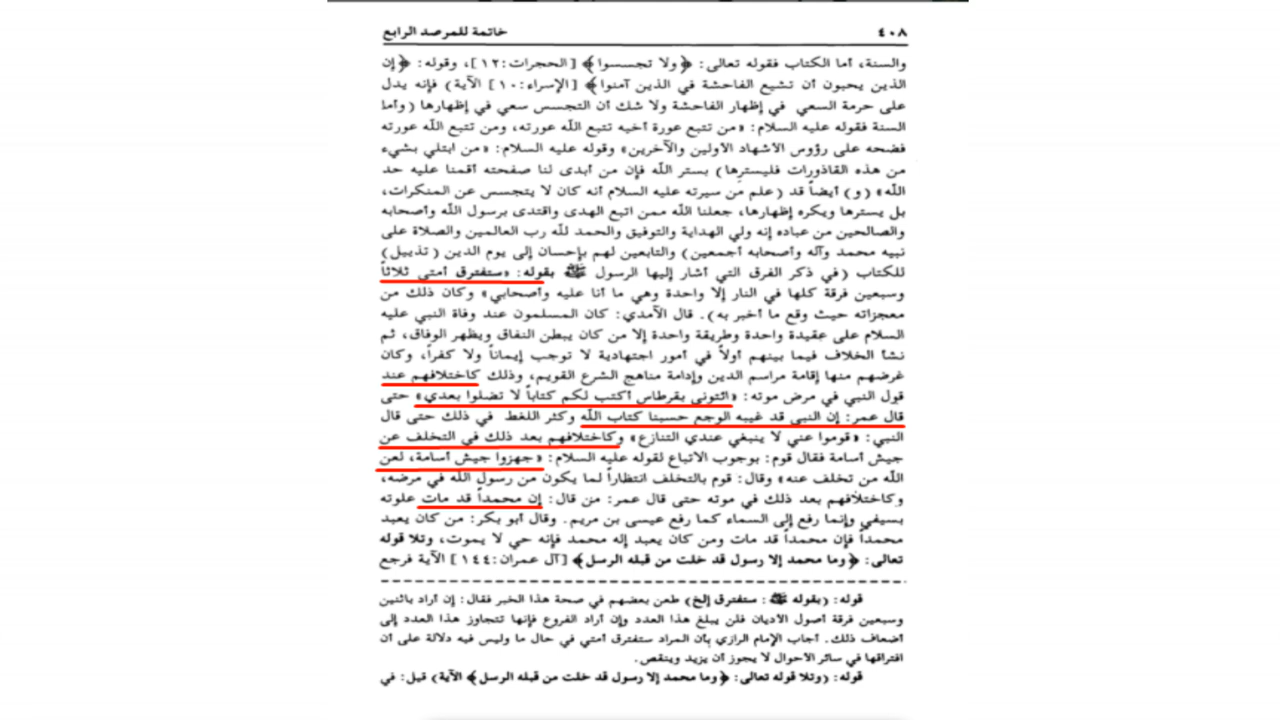 ٤٠٨ خاتمة للمرصد الرابع
والسنة، أما الكتاب فقوله تعالى: ﴿ولا تجسسوا﴾ [الحجرات:١٢]، وقوله: ﴿إن
الذين يحبون أن تشيع الفاحشة في الذين آمنوا﴾ [الإسراء:١٠] الآية) فإنه يدل
على حرمة السعي في إظهار الفاحشة ولا شك أن التجسس سعي في إظهارها (وأما
السنة فقوله عليه السلام: «من تتبع عورة أخيه تتبع الله عورته، ومن تتبع الله عورته
فضحه على رؤوس الأشهاد الأولين والآخرين» وقوله عليه السلام: «من ابتلي بشيء
من هذه القاذورات فليسترها) بستر الله فإن من أبدى لنا صفحته أقمنا عليه حد
الله» (و) أيضاً قد (علم من سيرته عليه السلام أنه كان لا يتجسس عن المنكرات،
بل يسترها ويكره إظهارها، جعلنا الله ممن اتبع الهدى واقتدى برسول الله وأصحابه
والصالحين من عباده إنه ولي الهداية والتوفيق والحمد لله رب العالمين والصلاة على
نبيه محمد وآله وأصحابه أجمعين) والتابعين لهم بإحسان إلى يوم الدين (تذييل)
للكتاب (في ذكر الفرق التي أشار إليها الرسول ﷺ بقوله: «ستفترق أمتي ثلاثاً
وسبعين فرقة كلها في النار إلا واحدة وهي ما أنا عليه وأصحابي» وكان ذلك من
معجزاته حيث وقع ما أخبر به). قال الآمدي: كان المسلمون عند وفاة النبي عليه
السلام على عقيدة واحدة وطريقة واحدة إلا من كان يبطن النفاق ويظهر الوفاق، ثم
نشأ الخلاف فيما بينهم أولاً في أمور اجتهادية لا توجب إيماناً ولا كفراً، وكان
غرضهم منها إقامة مراسم الدين وإدامة مناهج الشرع القويم، وذلك كاختلافهم عند
قول النبي في مرض موته: «ائتوني بقرطاس أكتب لكم كتاباً لا تضلوا بعدي» حتى
قال عمر: إن النبي قد غيبه الوجع حسبنا كتاب الله وكثر اللغط في ذلك حتى قال
النبي: «قوموا عني لا ينبغي عندي التنازع» وكاختلافهم بعد ذلك في التخلف عن
جيش أسامة فقال قوم: بوجوب الاتباع لقوله عليه السلام: «جهزوا جيش أسامة، لعن
الله من تخلف عنه» وقال: قوم بالتخلف انتظاراً لما يكون من رسول الله في مرضه،
وكاختلافهم بعد ذلك في موته حتى قال عمر: من قال: إن محمداً قد مات علوته
بسيفي وإنما رفع إلى السماء كما رفع عيسى بن مريم. وقال أبو بكر: من كان يعبد
محمداً فإن محمداً قد مات ومن كان يعبد إله محمد فإنه حي لا يموت، وتلا قوله
تعالى: ﴿وما محمد إلا رسول قد خلت من قبله الرسل﴾ [آل عمران:١٤٤] الآية فرجع
قوله: (بقوله ﷺ: ستفترق إلخ) طعن بعضهم في صحة هذا الخبر فقال: إن أراد باثنين
وسبعين فرقة أصول الأديان فلن يبلغ هذا العدد وإن أراد الفروع فإنها تتجاوز هذا العدد إلى
أضعاف ذلك. أجاب الإمام الرازي بأن المراد ستفترق أمتي في حال ما وليس فيه دلالة على أن
افتراقها في سائر الأحوال لا يجوز أن يزيد وينقص.
قوله: (وتلا قوله تعالى: ﴿وما محمد إلا رسول قد خلت من قبله الرسل﴾ الآية) قيل: في